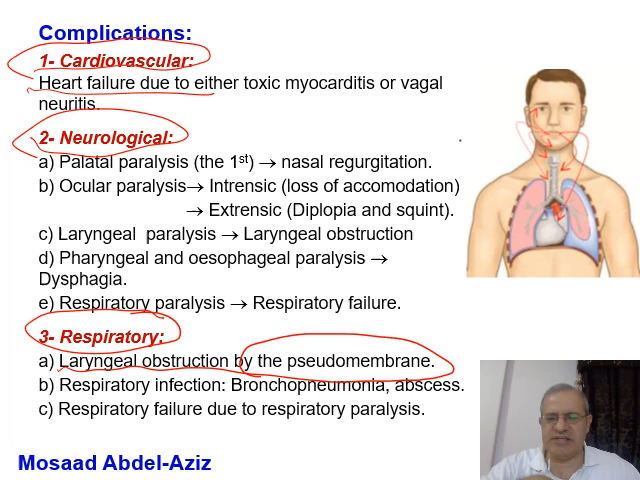 Complications:
1- Cardiovascular:
Heart failure due to either toxic myocarditis or vagal
neuritis.
2- Neurological:
a) Palatal paralysis (the 1st) → nasal regurgitation.
b) Ocular paralysis→ Intrensic (loss of accomodation)
→ Extrensic (Diplopia and squint).
c) Laryngeal paralysis → Laryngeal obstruction
d) Pharyngeal and oesophageal paralysis →
Dysphagia.
e) Respiratory paralysis → Respiratory failure.
3- Respiratory:
a) Laryngeal obstruction by the pseudomembrane.
b) Respiratory infection: Bronchopneumonia, abscess.
c) Respiratory failure due to respiratory paralysis.
Mosaad Abdel-Aziz